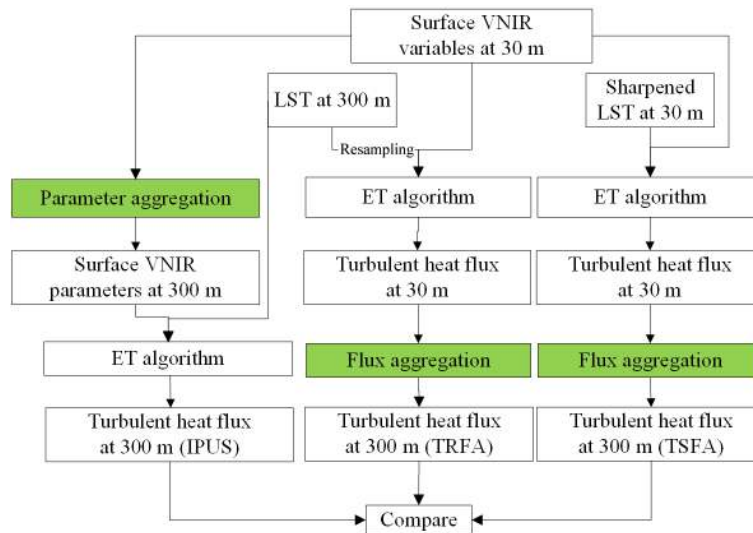 Surface VNIR
variables at 30 m
LST at 300 m
Sharpened
LST at 30 m
Resampling
Parameter aggregation
ET algorithm
ET algorithm
Surface VNIR
parameters at 300 m
Turbulent heat flux
at 30 m
Turbulent heat flux
at 30 m
ET algorithm
Flux aggregation
Flux aggregation
Turbulent heat flux
at 300 m (IPUS)
Turbulent heat flux
at 300 m (TRFA)
Turbulent heat flux
at 300 m (TSFA)
Compare